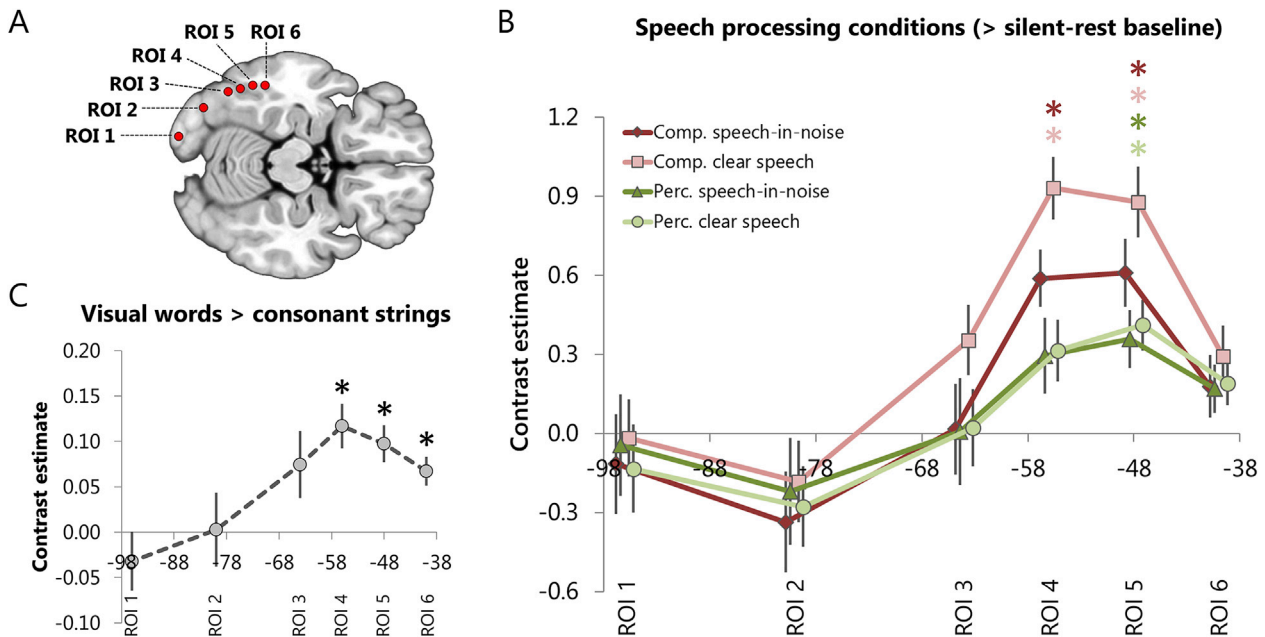 A
ROI 5 ROI 6
ROI 4
ROI 3
ROI 2
ROI 1
B
Speech processing conditions (> silent-rest baseline)
* 
*
* *
* *
Comp. speech-in-noise
Comp. clear speech
Perc. speech-in-noise
Perc. clear speech
Contrast estimate
1.2
0.9
0.6
0.3
0.0
-0.3
-0.6
-98 -88 -78 -68 -58 -48 -38
ROI 1 ROI 2 ROI 3 ROI 4 ROI 5 ROI 6
C
Visual words > consonant strings
Contrast estimate
0.20
0.15
0.10
0.05
0.00
-0.05
-0.10
* * *
-98 -88 -78 -68 -58 -48 -38
ROI 1 ROI 2 ROI 3 ROI 4 ROI 5 ROI 6